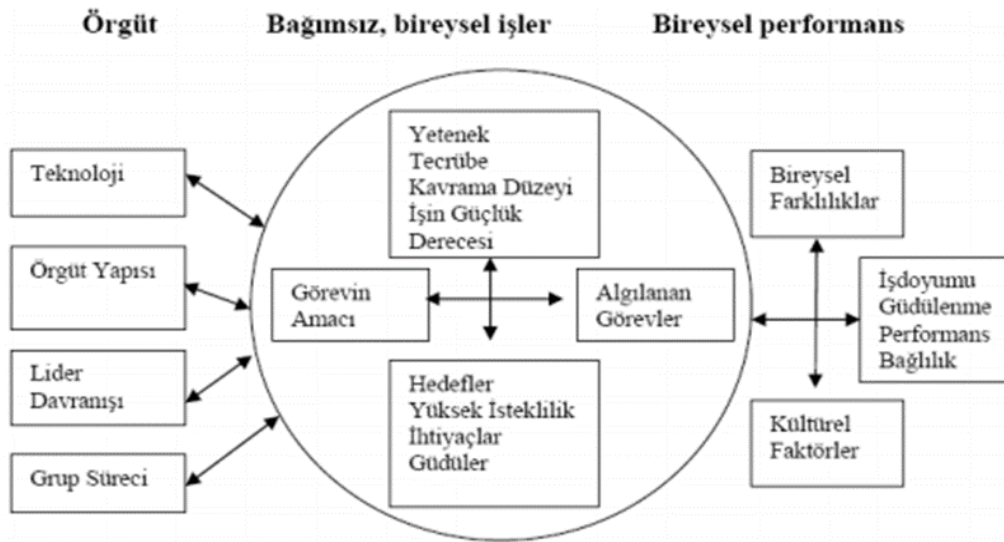 Örgüt
Bağımsız, bireysel işler
Bireysel performans
Teknoloji
Örgüt Yapısı
Lider
Davranışı
Grup Süreci
Yetenek
Tecrübe
Kavrama Düzeyi
İşin Güçlük
Derecesi
Görevin
Amacı
Algılanan
Görevler
Hedefler
Yüksek İsteklilik
İhtiyaçlar
Güdüler
Bireysel
Farklılıklar
İşdoyumu
Güdülenme
Performans
Bağlılık
Kültürel
Faktörler